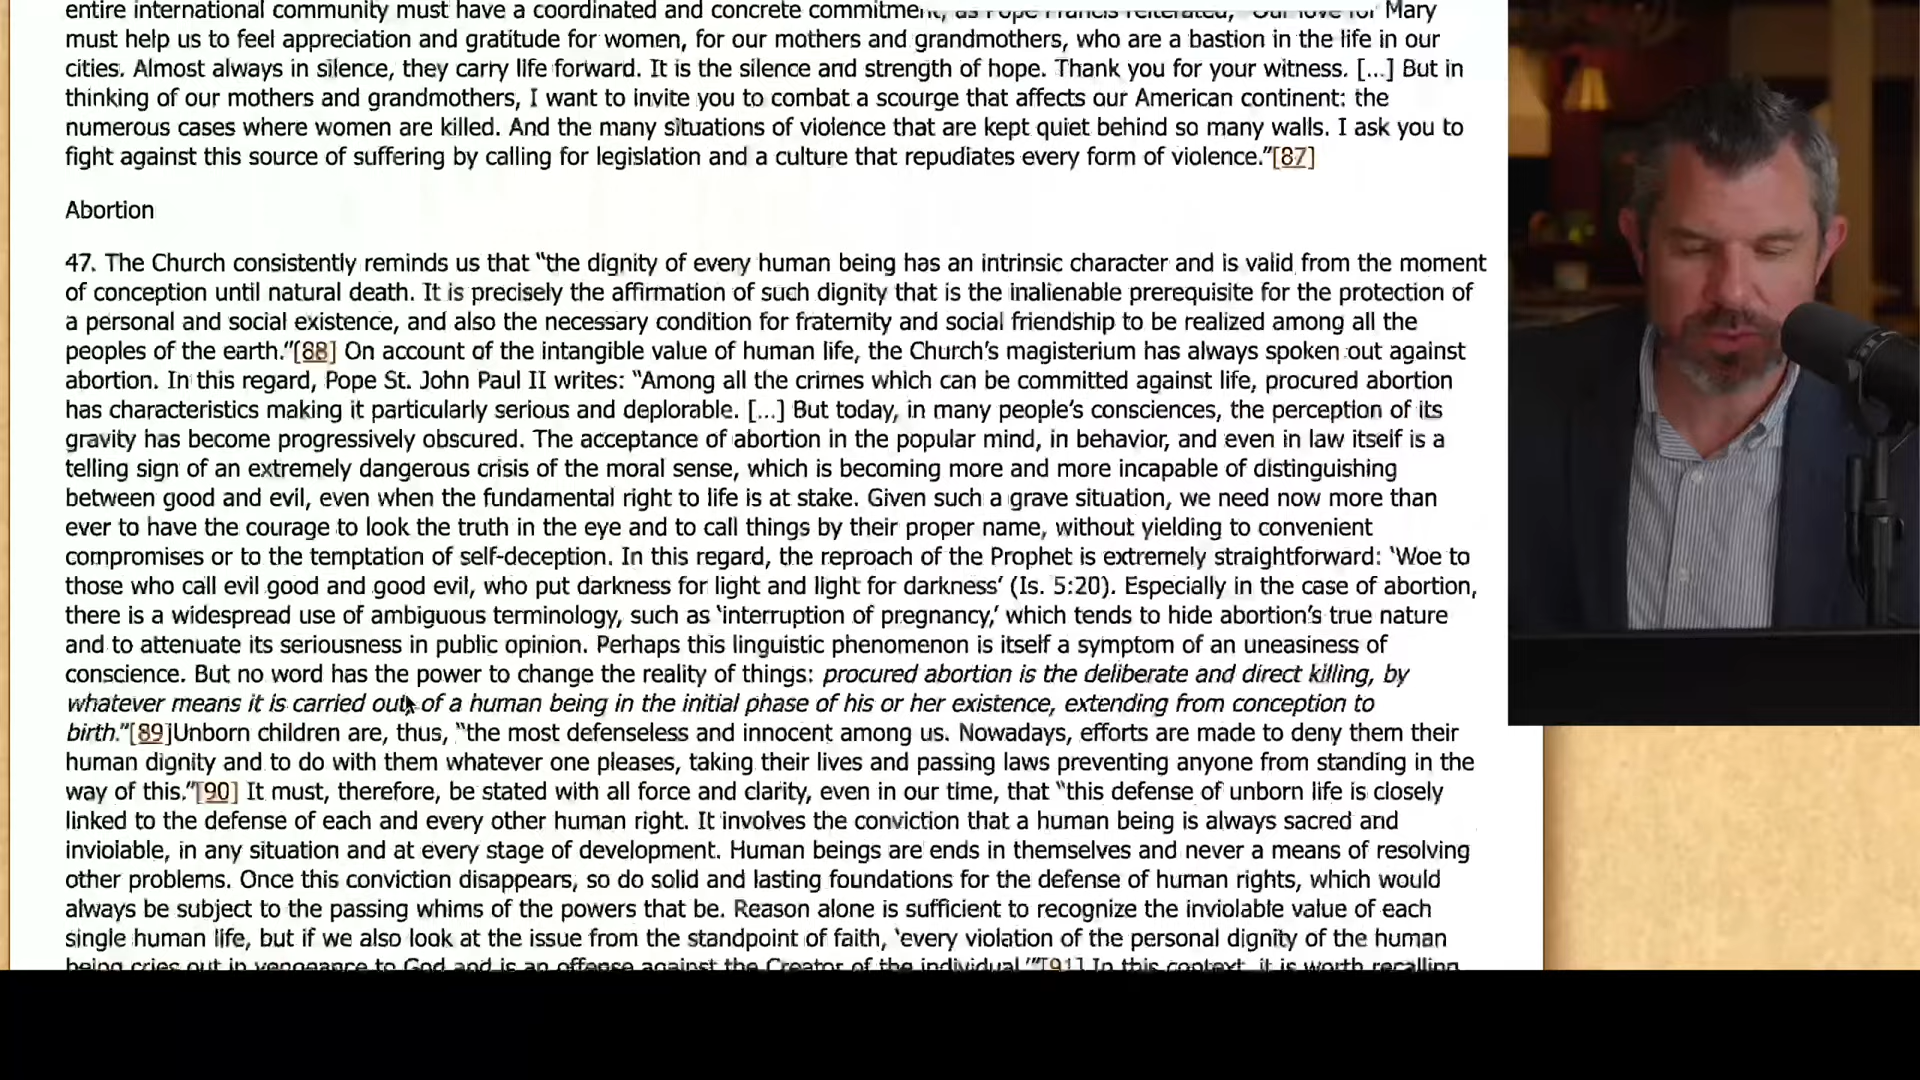 entire international community must have a coordinated and concrete commitment, as Pope Francis reiterated, “Our love for Mary
must help us to feel appreciation and gratitude for women, for our mothers and grandmothers, who are a bastion in the life in our
cities. Almost always in silence, they carry life forward. It is the silence and strength of hope. Thank you for your witness. [...] But in
thinking of our mothers and grandmothers, I want to invite you to combat a scourge that affects our American continent: the
numerous cases where women are killed. And the many situations of violence that are kept quiet behind so many walls. I ask you to
fight against this source of suffering by calling for legislation and a culture that repudiates every form of violence.”[87]
Abortion
47. The Church consistently reminds us that “the dignity of every human being has an intrinsic character and is valid from the moment
of conception until natural death. It is precisely the affirmation of such dignity that is the inalienable prerequisite for the protection of
a personal and social existence, and also the necessary condition for fraternity and social friendship to be realized among all the
peoples of the earth.”[88] On account of the intangible value of human life, the Church’s magisterium has always spoken out against
abortion. In this regard, Pope St. John Paul II writes: “Among all the crimes which can be committed against life, procured abortion
has characteristics making it particularly serious and deplorable. [...] But today, in many people’s consciences, the perception of its
gravity has become progressively obscured. The acceptance of abortion in the popular mind, in behavior, and even in law itself is a
telling sign of an extremely dangerous crisis of the moral sense, which is becoming more and more incapable of distinguishing
between good and evil, even when the fundamental right to life is at stake. Given such a grave situation, we need now more than
ever to have the courage to look the truth in the eye and to call things by their proper name, without yielding to convenient
compromises or to the temptation of self-deception. In this regard, the reproach of the Prophet is extremely straightforward: ‘Woe to
those who call evil good and good evil, who put darkness for light and light for darkness’ (Is. 5:20). Especially in the case of abortion,
there is a widespread use of ambiguous terminology, such as ‘interruption of pregnancy,’ which tends to hide abortion’s true nature
and to attenuate its seriousness in public opinion. Perhaps this linguistic phenomenon is itself a symptom of an uneasiness of
conscience. But no word has the power to change the reality of things: procured abortion is the deliberate and direct killing, by
whatever means it is carried out, of a human being in the initial phase of his or her existence, extending from conception to
birth.”[89]Unborn children are, thus, “the most defenseless and innocent among us. Nowadays, efforts are made to deny them their
human dignity and to do with them whatever one pleases, taking their lives and passing laws preventing anyone from standing in the
way of this.”[90] It must, therefore, be stated with all force and clarity, even in our time, that “this defense of unborn life is closely
linked to the defense of each and every other human right. It involves the conviction that a human being is always sacred and
inviolable, in any situation and at every stage of development. Human beings are ends in themselves and never a means of resolving
other problems. Once this conviction disappears, so do solid and lasting foundations for the defense of human rights, which would
always be subject to the passing whims of the powers that be. Reason alone is sufficient to recognize the inviolable value of each
single human life, but if we also look at the issue from the standpoint of faith, ‘every violation of the personal dignity of the human
being cries out in vengeance to God and is an offense against the Creator of the individual.’”[91] In this context, it is worth recalling